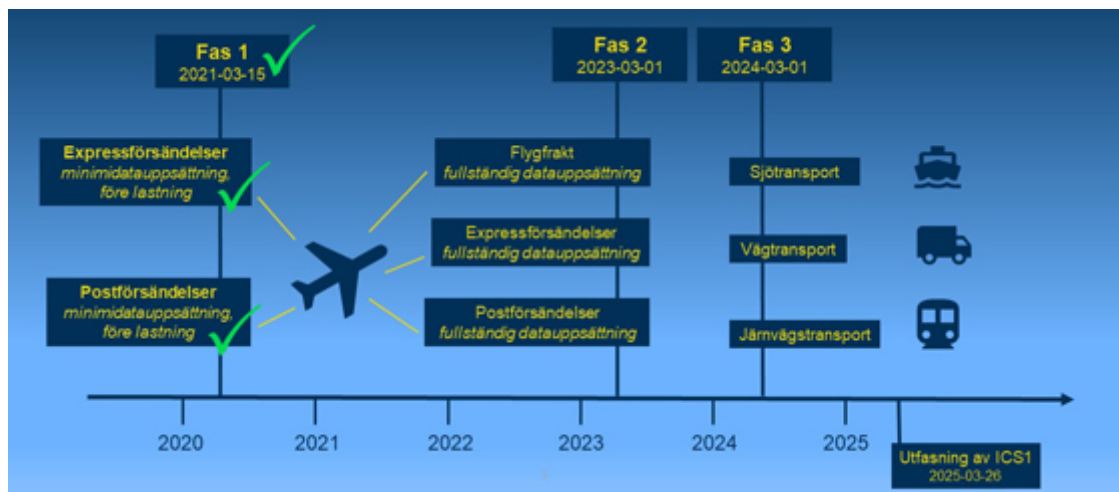 Fas 1
2021-03-15
Fas 2
2023-03-01
Fas 3
2024-03-01
Expressförsändelser
minimidatauppsättning,
före lastning
Postförsändelser
minimidatauppsättning,
före lastning
Flygfrakt
fullständig datauppsättning
Expressförsändelser
fullständig datauppsättning
Postförsändelser
fullständig datauppsättning
Sjötransport
Vägtransport
Järnvägstransport
2020
2021
2022
2023
2024
2025
Utfasning av ICS1
2025-03-26